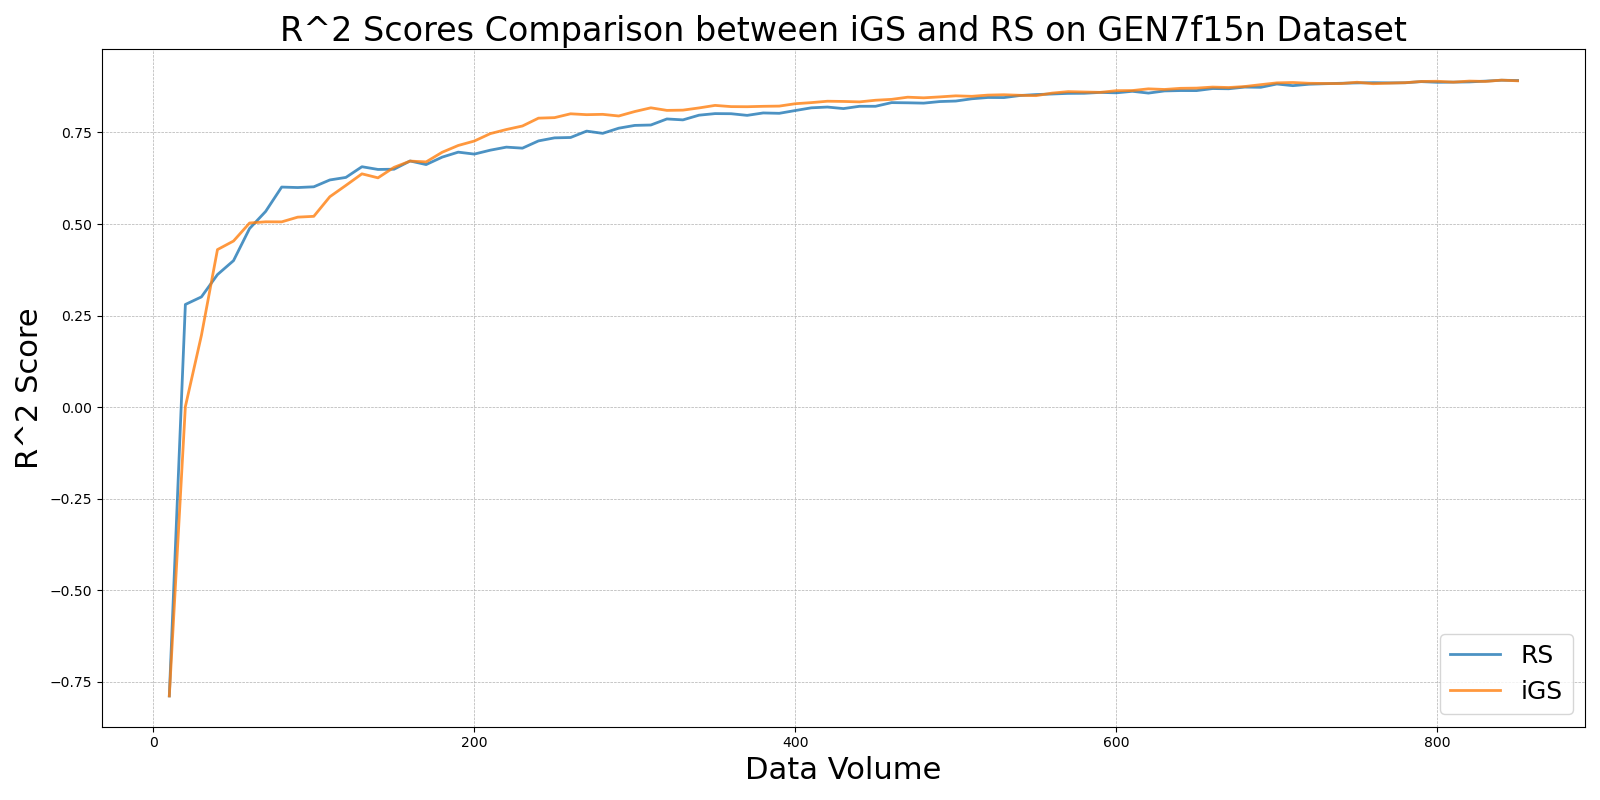 R^2 Scores Comparison between iGS and RS on GEN7f15n Dataset
R^2 Score
0.75
0.50
0.25
0.00
−0.25
−0.50
−0.75
0 200 400 600 800
Data Volume
RS
iGS